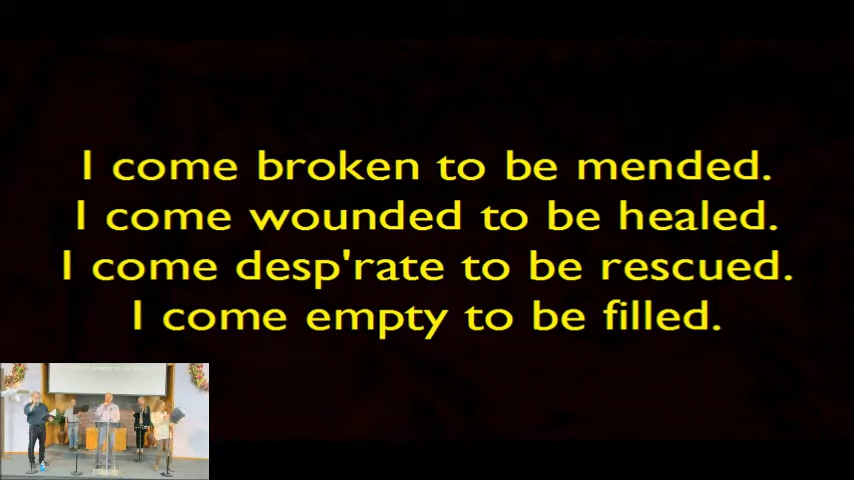 I come broken to be mended.
I come wounded to be healed.
I come desp'rate to be rescued.
I come empty to be filled.